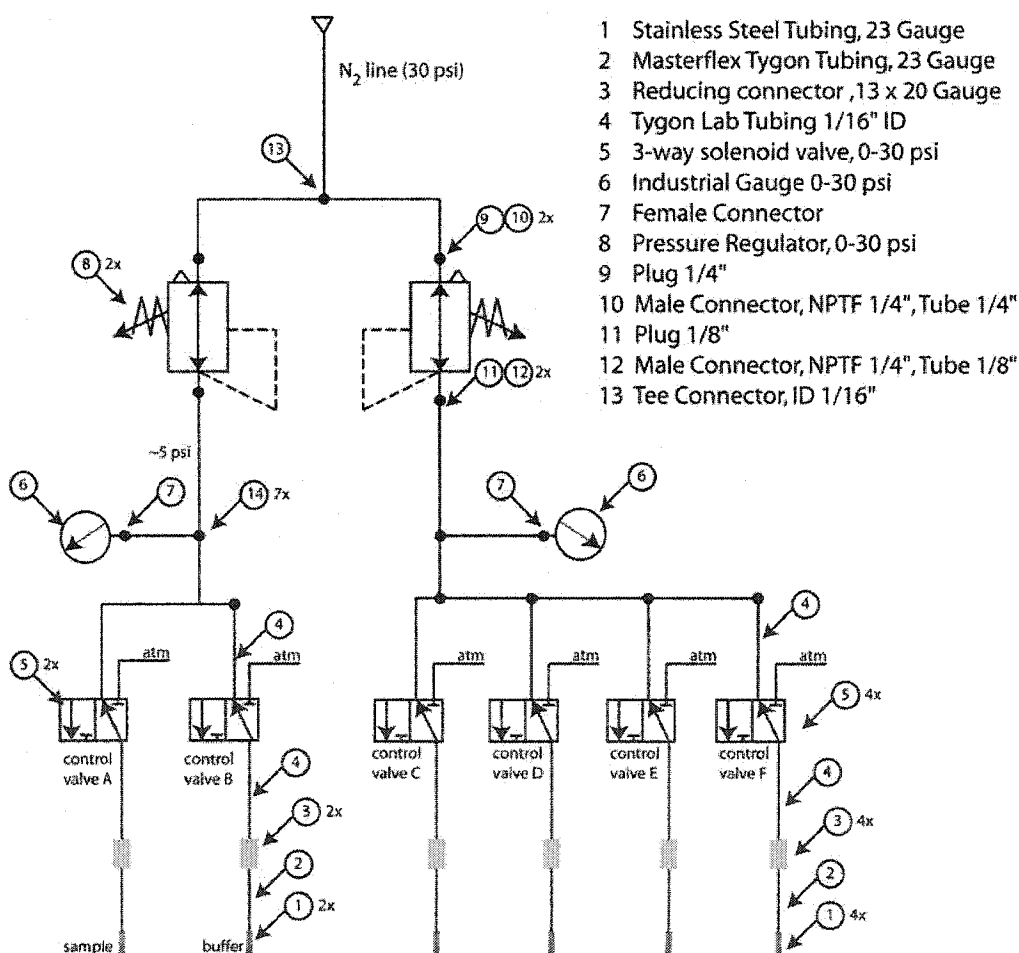 N2 line (30 psi)
1 Stainless Steel Tubing, 23 Gauge
2 Masterflex Tygon Tubing, 23 Gauge
3 Reducing connector ,13 x 20 Gauge
4 Tygon Lab Tubing 1/16" ID
5 3-way solenoid valve, 0-30 psi
6 Industrial Gauge 0-30 psi
7 Female Connector
8 Pressure Regulator, 0-30 psi
9 Plug 1/4"
10 Male Connector, NPTF 1/4", Tube 1/4"
11 Plug 1/8"
12 Male Connector, NPTF 1/4", Tube 1/8"
13 Tee Connector, ID 1/16"
13
9 10 2x
8 2x
11 12 2x
~5 psi
6 7 14 7x 7 6
4 4
5 2x atm atm atm atm atm atm 5 4x
control valve A
control valve B
control valve C
control valve D
control valve E
control valve F
4 4
3 2x 3 4x
2 2
1 2x 1 4x
sample buffer